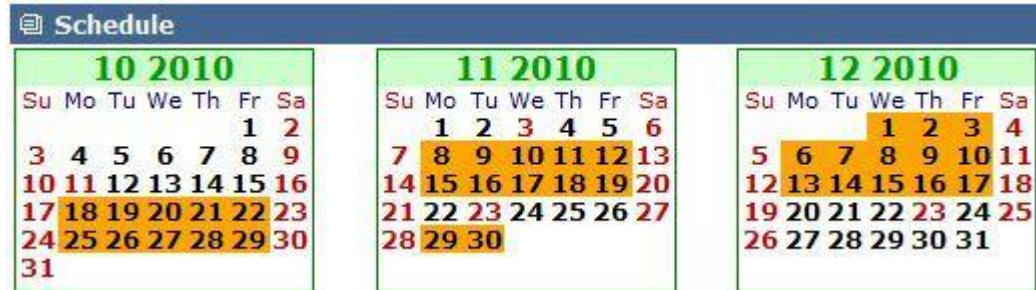 Schedule
10 2010
Su Mo Tu We Th Fr Sa
1 2
3 4 5 6 7 8 9
10 11 12 13 14 15 16
17 18 19 20 21 22 23
24 25 26 27 28 29 30
31
11 2010
Su Mo Tu We Th Fr Sa
1 2 3 4 5 6
7 8 9 10 11 12 13
14 15 16 17 18 19 20
21 22 23 24 25 26 27
28 29 30
12 2010
Su Mo Tu We Th Fr Sa
1 2 3 4
5 6 7 8 9 10 11
12 13 14 15 16 17 18
19 20 21 22 23 24 25
26 27 28 29 30 31